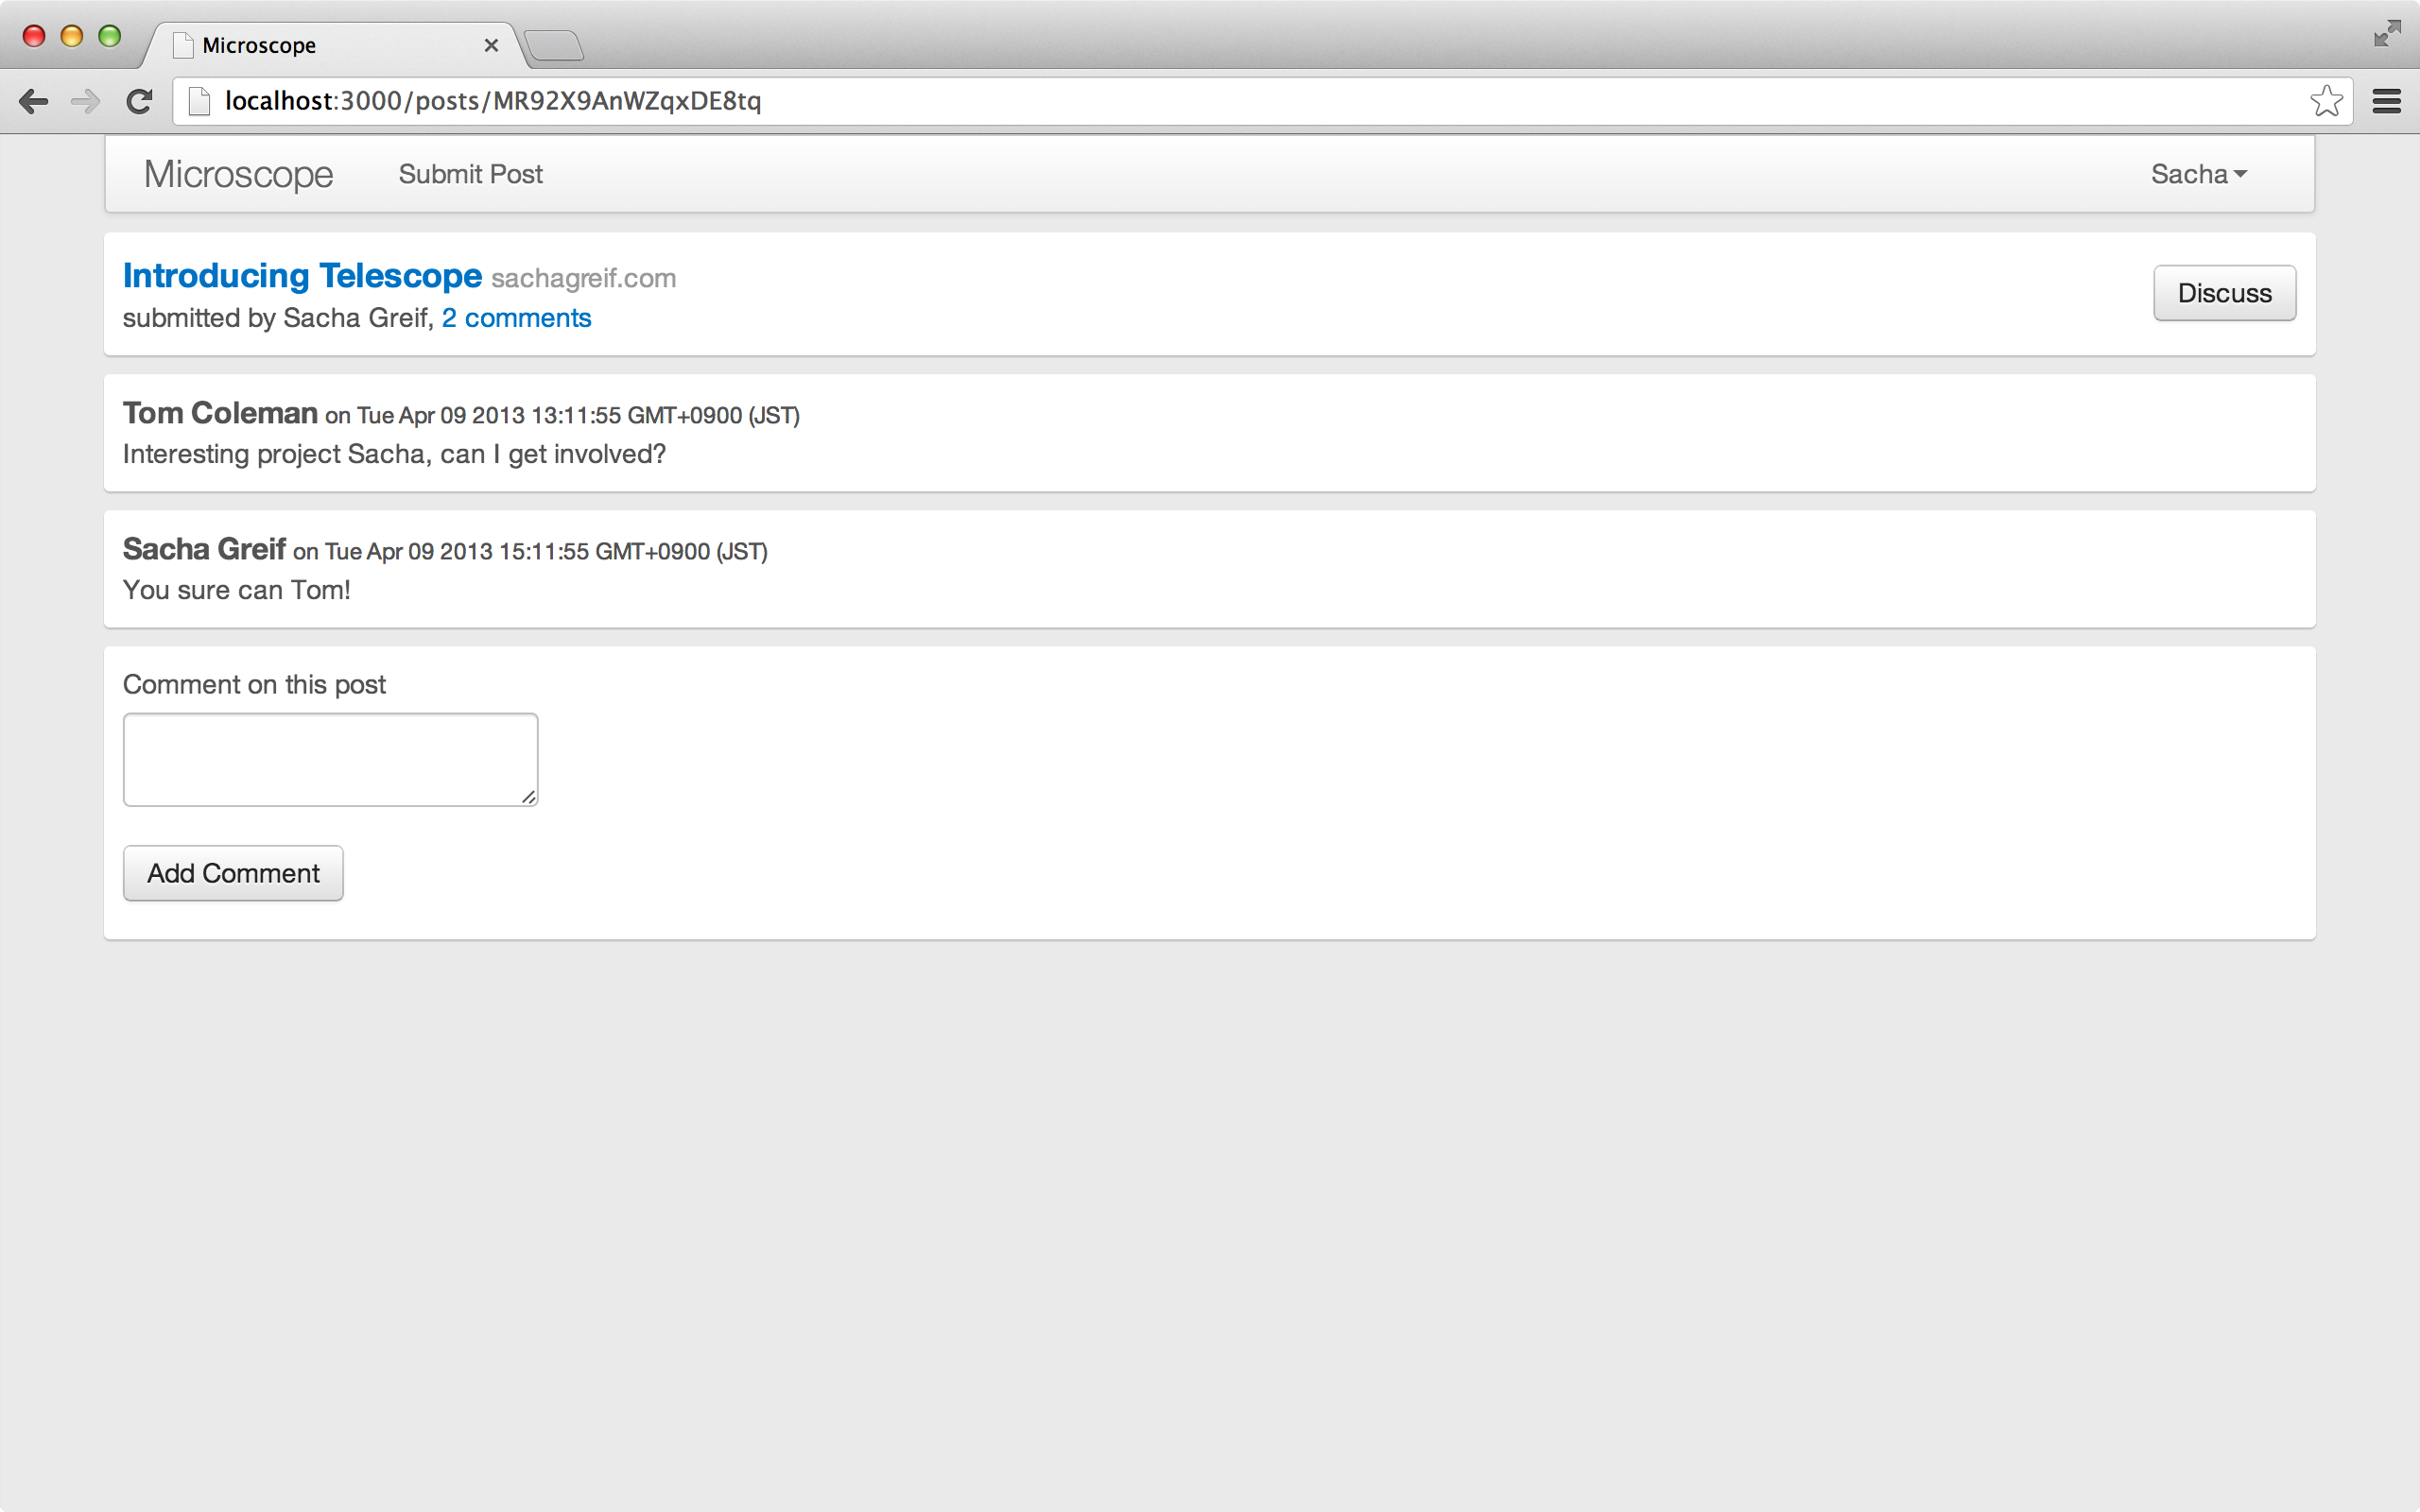 Microscope
localhost:3000/posts/MR92X9AnWZqxDE8tq
Microscope Submit Post Sacha
Introducing Telescope sachagreif.com
submitted by Sacha Greif, 2 comments
Discuss
Tom Coleman on Tue Apr 09 2013 13:11:55 GMT+0900 (JST)
Interesting project Sacha, can I get involved?
Sacha Greif on Tue Apr 09 2013 15:11:55 GMT+0900 (JST)
You sure can Tom!
Comment on this post
Add Comment